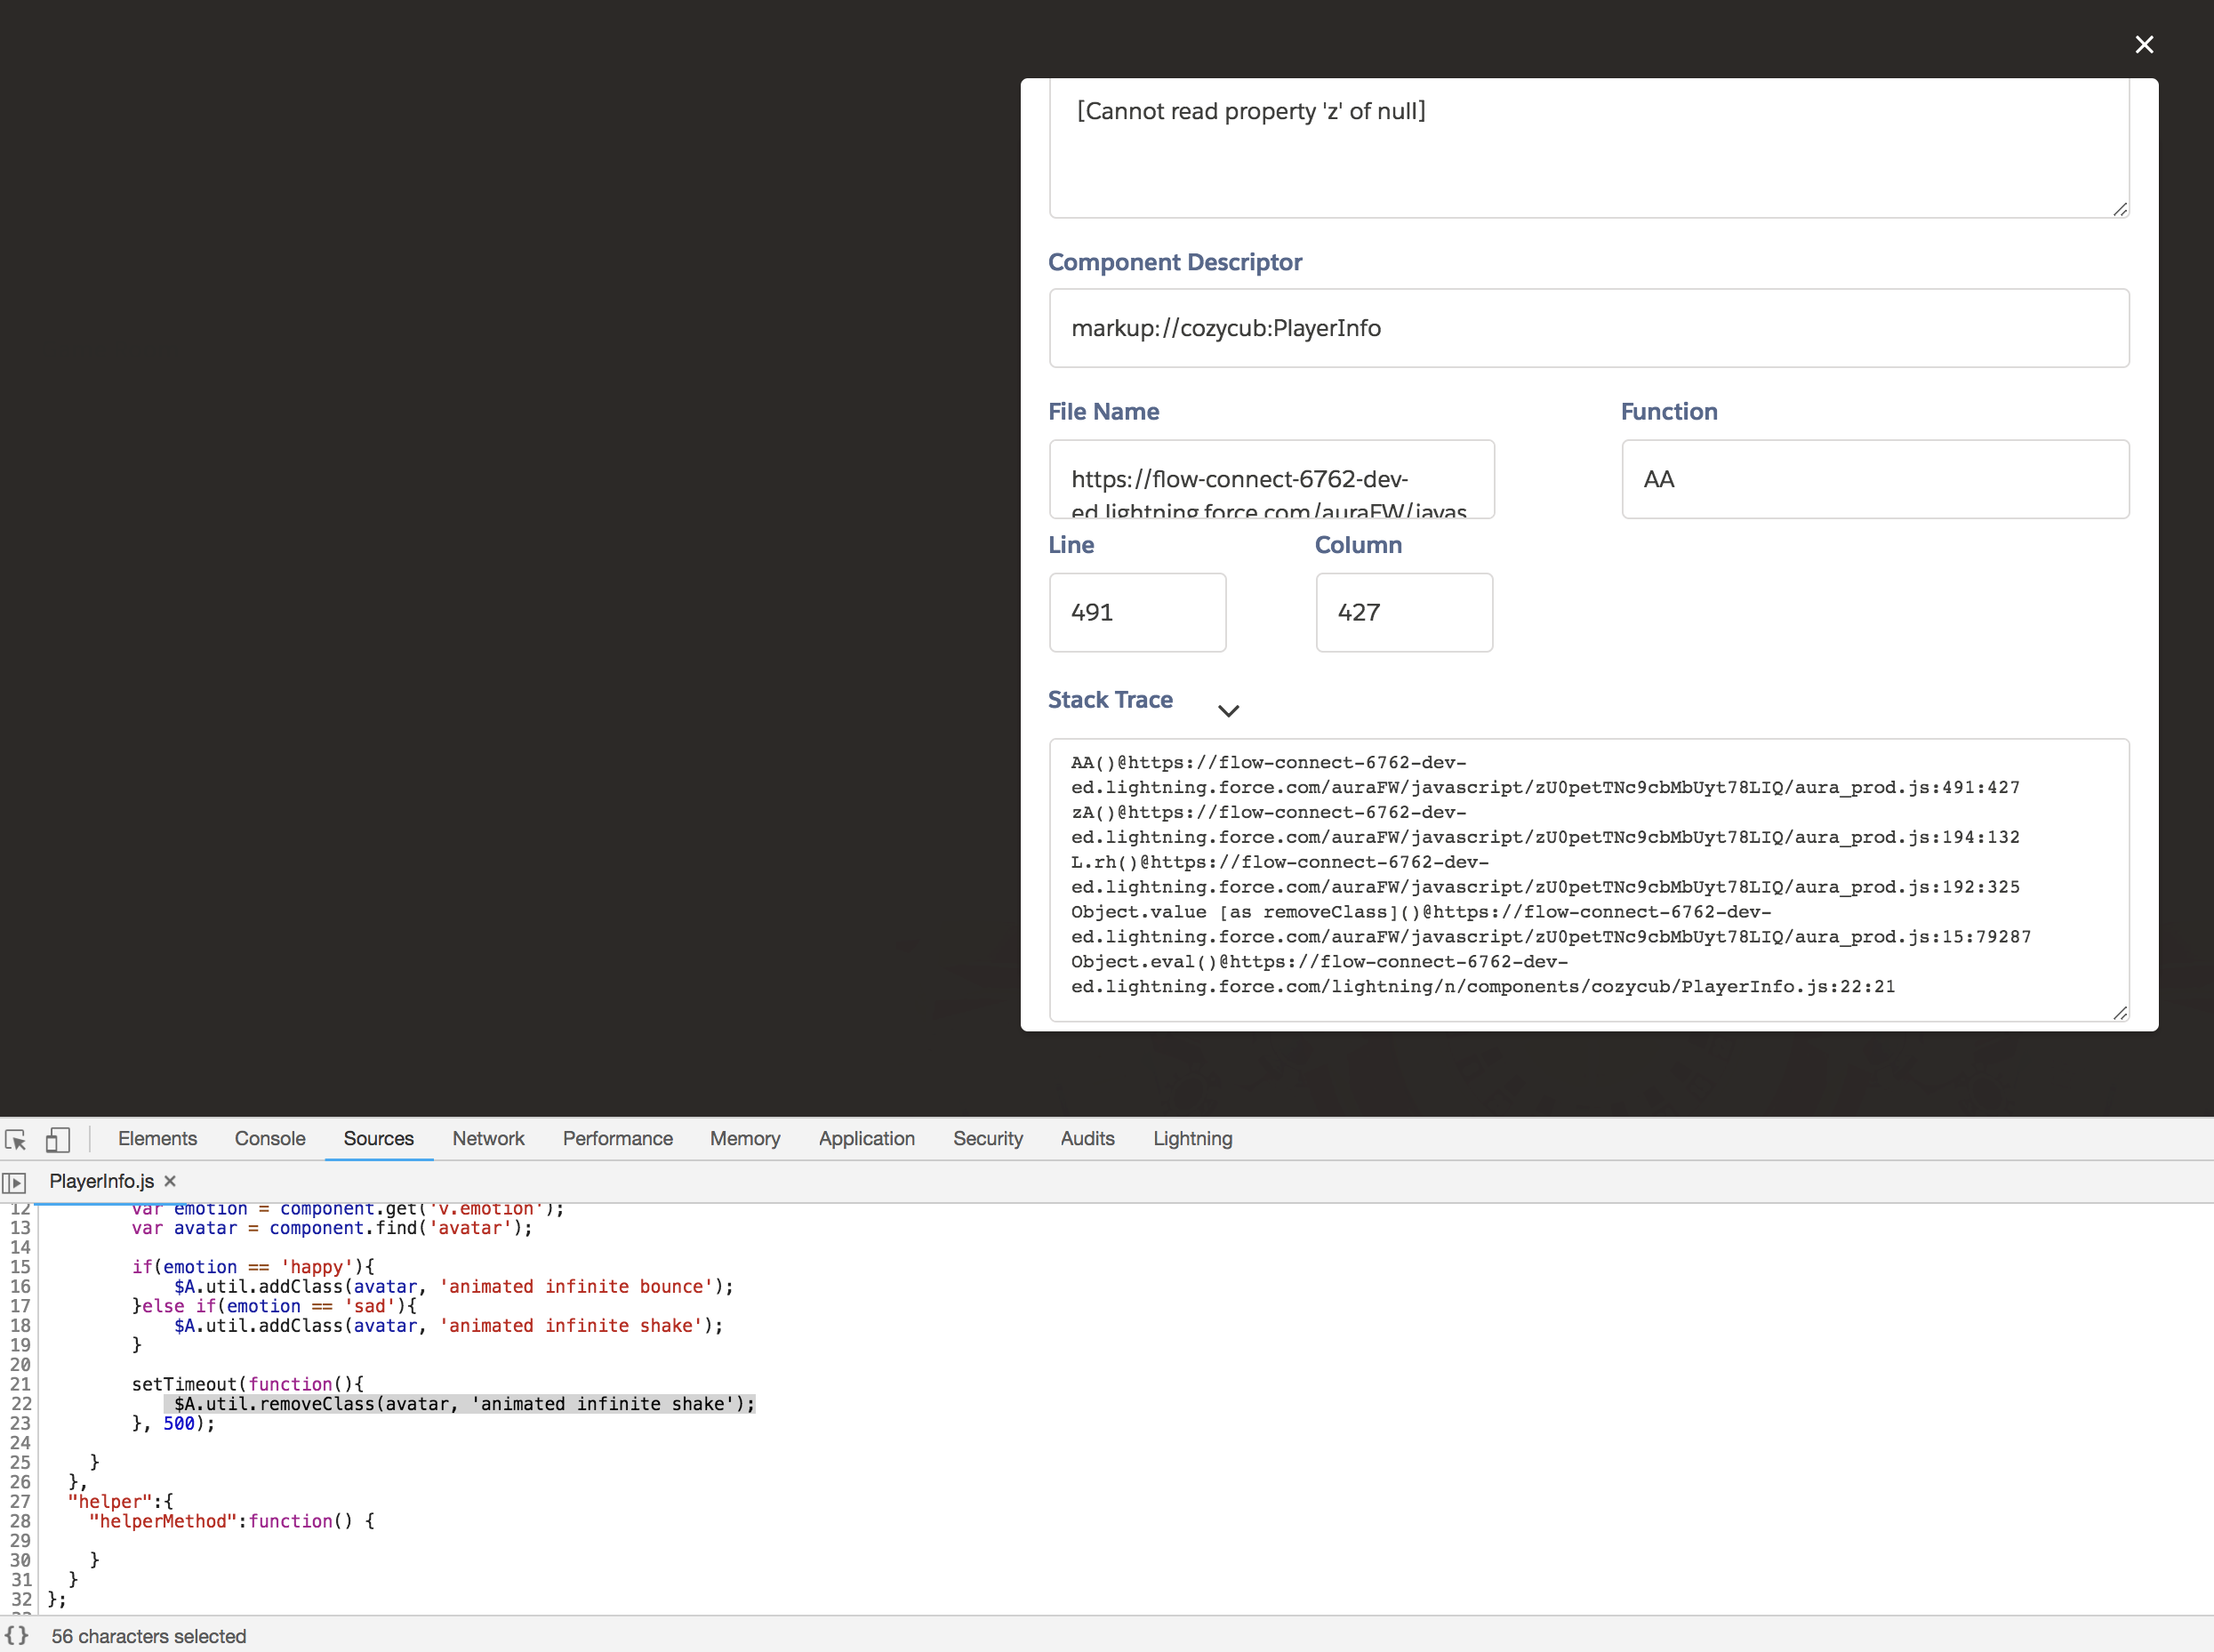 [Cannot read property 'z' of null]
Component Descriptor
markup://cozycub:PlayerInfo
File Name
Function
https://flow-connect-6762-dev-
ed.lightning.force.com/auraFW/javas
AA
Line
Column
491
427
Stack Trace
AA()@https://flow-connect-6762-dev-
ed.lightning.force.com/auraFW/javascript/zU0petTNc9cbMbUyt78LIQ/aura_prod.js:491:427
zA()@https://flow-connect-6762-dev-
ed.lightning.force.com/auraFW/javascript/zU0petTNc9cbMbUyt78LIQ/aura_prod.js:194:132
L.rh()@https://flow-connect-6762-dev-
ed.lightning.force.com/auraFW/javascript/zU0petTNc9cbMbUyt78LIQ/aura_prod.js:192:325
Object.value [as removeClass]()@https://flow-connect-6762-dev-
ed.lightning.force.com/auraFW/javascript/zU0petTNc9cbMbUyt78LIQ/aura_prod.js:15:79287
Object.eval()@https://flow-connect-6762-dev-
ed.lightning.force.com/lightning/n/components/cozycub/PlayerInfo.js:22:21
Elements Console Sources Network Performance Memory Application Security Audits Lightning
PlayerInfo.js ×
12 var emotion = component.get('v.emotion');
13 var avatar = component.find('avatar');
14
15 if(emotion == 'happy'){
16 $A.util.addClass(avatar, 'animated infinite bounce');
17 }else if(emotion == 'sad'){
18 $A.util.addClass(avatar, 'animated infinite shake');
19 }
20
21 setTimeout(function(){
22 $A.util.removeClass(avatar, 'animated infinite shake');
23 }, 500);
24
25 }
26 },
27 "helper":{
28 "helperMethod":function() {
29
30 }
31 }
32 };
{} 56 characters selected